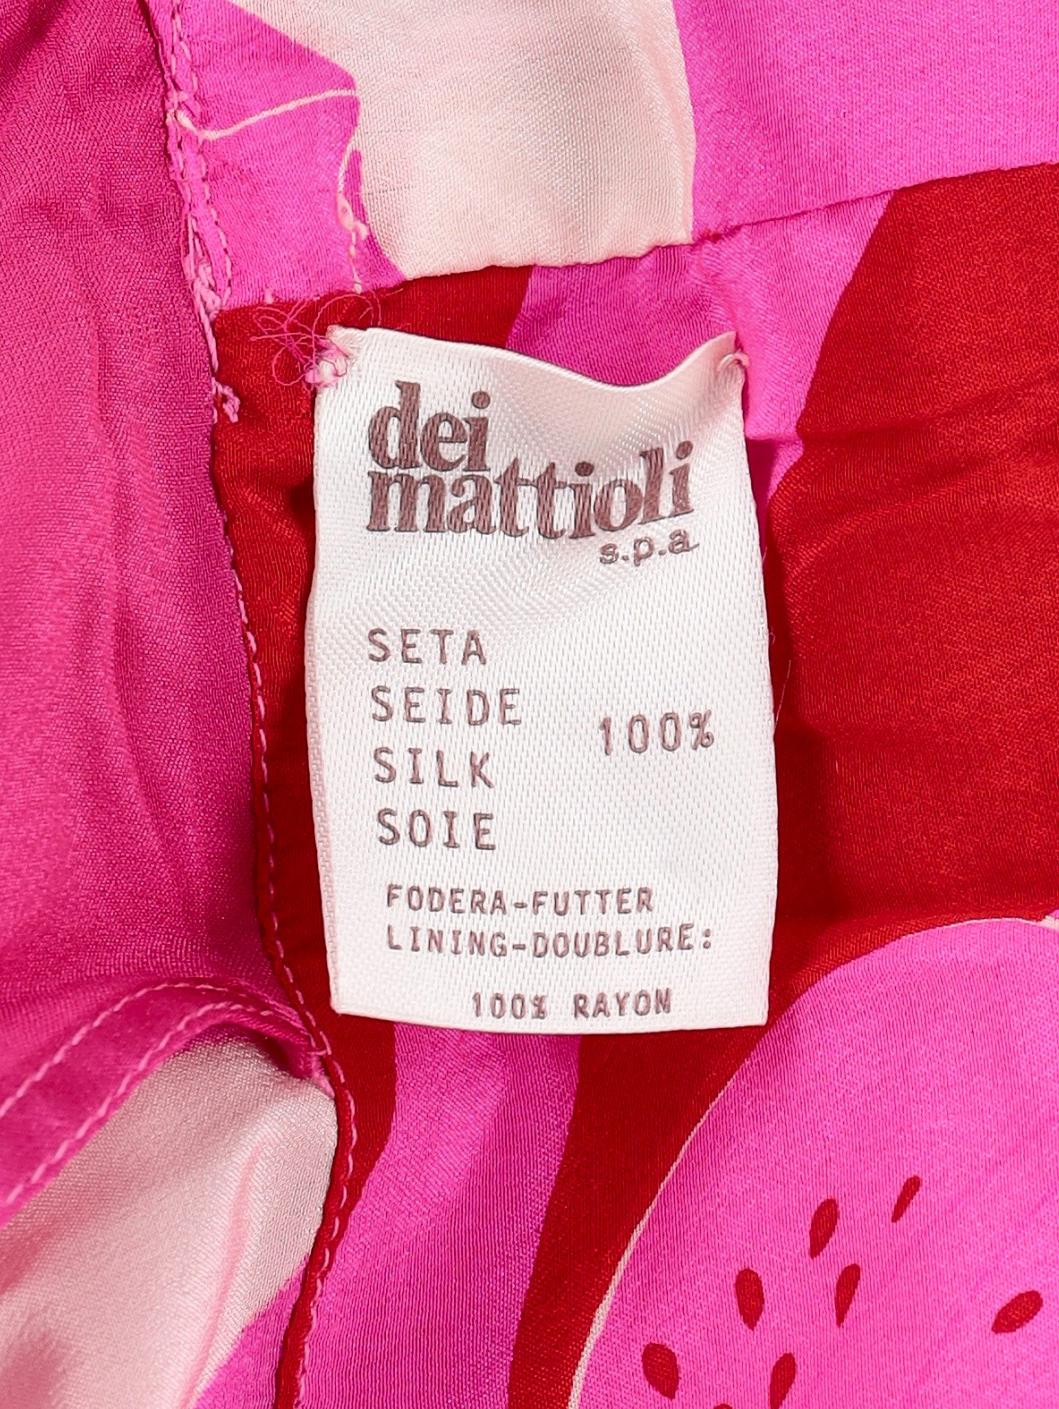 dei
mattioli
s.p.a
SETA
SEIDE
100%
SILK
SOIE
FODERA-FUTTER
LINING-DOUBLURE:
100% RAYON